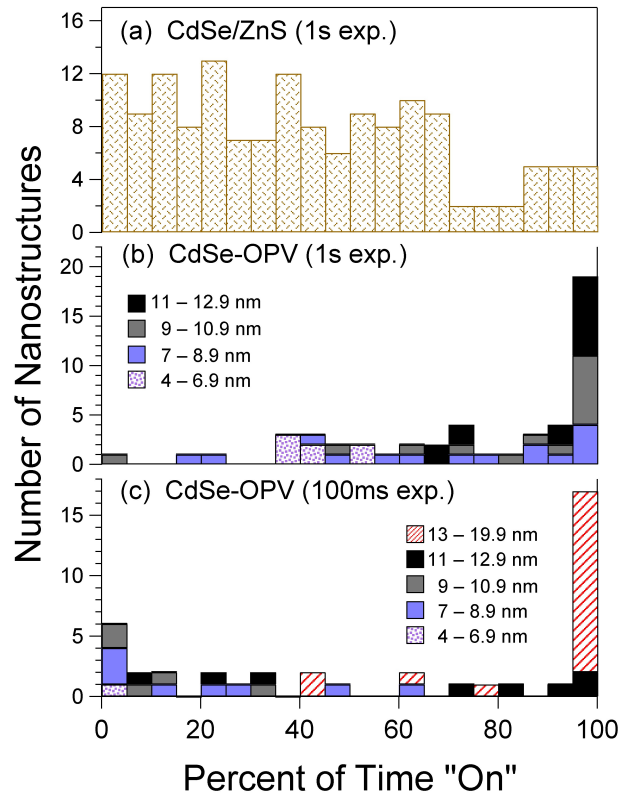 (a) CdSe/ZnS (1s exp.)
16
12
8
4
0
Number of Nanostructures
(b) CdSe-OPV (1s exp.)
20
15
10
5
0
11 – 12.9 nm
9 – 10.9 nm
7 – 8.9 nm
4 – 6.9 nm
(c) CdSe-OPV (100ms exp.)
15
10
5
0
13 – 19.9 nm
11 – 12.9 nm
9 – 10.9 nm
7 – 8.9 nm
4 – 6.9 nm
0 20 40 60 80 100
Percent of Time "On"